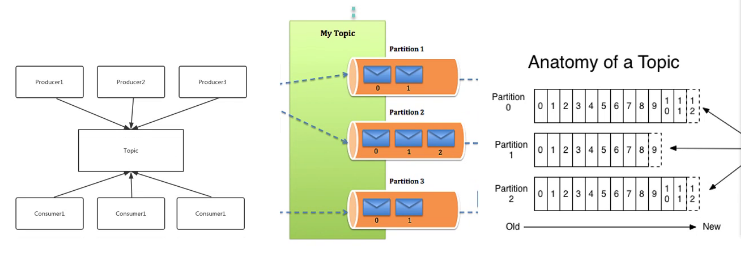 Producer1 Producer2 Producer3
Topic
Consumer1 Consumer1 Consumer1
My Topic
Partition 1
0 1
Partition 2
0 1 2
Partition 3
0 1
Anatomy of a Topic
Partition 0 0 1 2 3 4 5 6 7 8 9 10 11 12
Partition 1 0 1 2 3 4 5 6 7 8 9
Partition 2 0 1 2 3 4 5 6 7 8 9 10 11 12
Old New